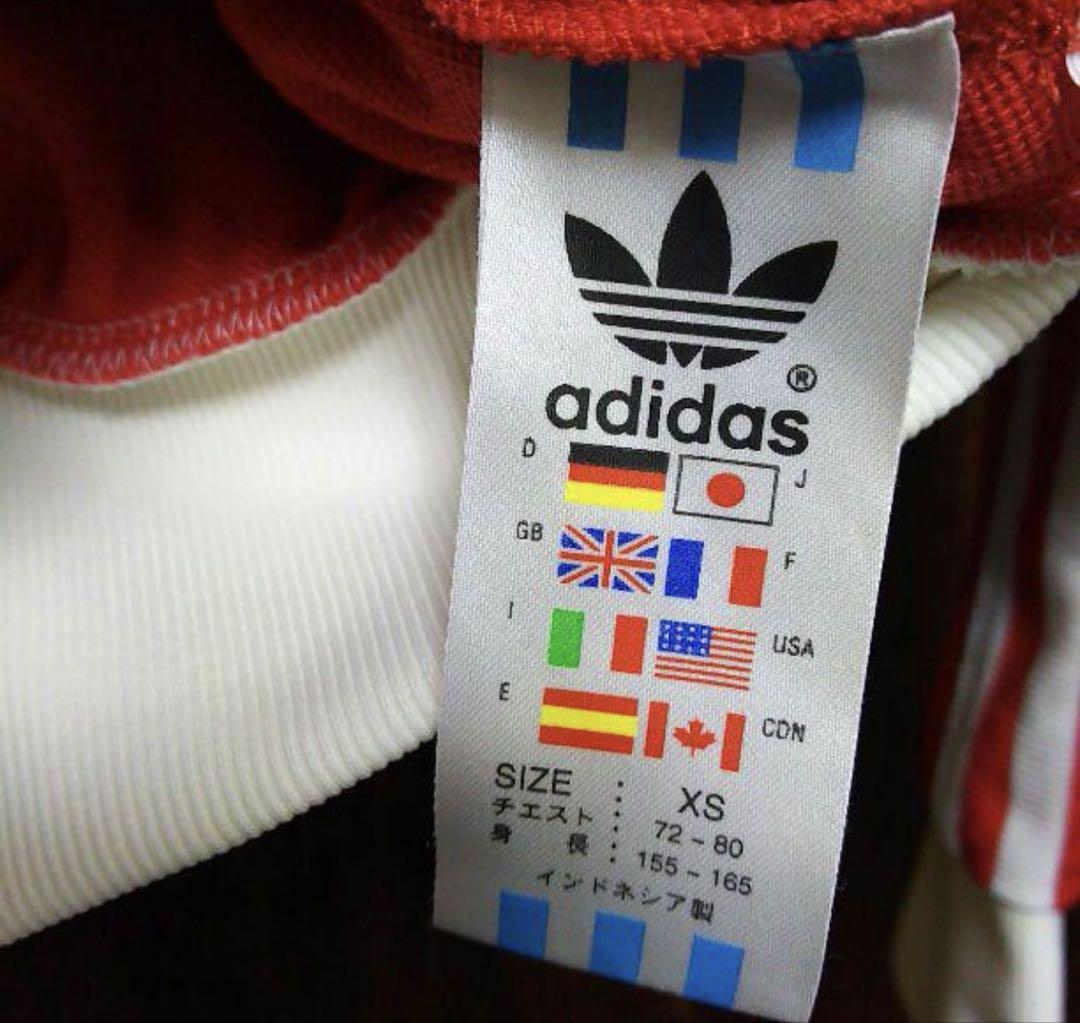 ®
adidas
D J
GB F
I USA
E CDN
SIZE : XS
チェスト : 72 - 80
身長 : 155 - 165
インドネシア製